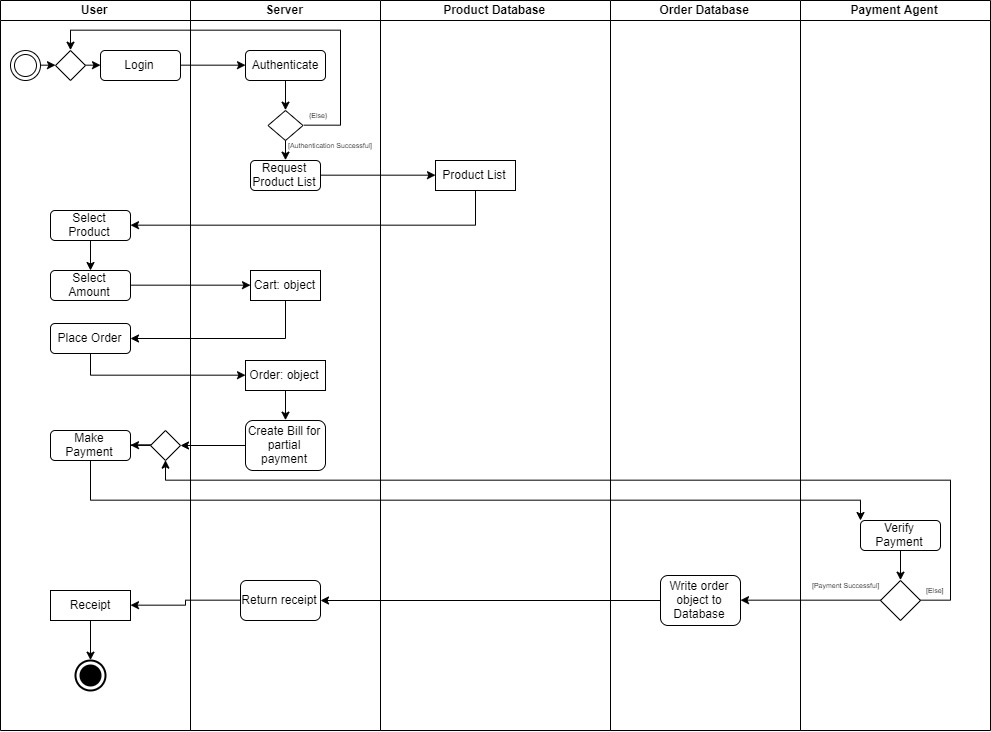 User
Server
Product Database
Order Database
Payment Agent
Login
Authenticate
{Else}
[Authentication Successful]
Request
Product List
Product List
Select
Product
Select
Amount
Cart: object
Place Order
Order: object
Create Bill for
partial
payment
Make
Payment
Verify
Payment
[Payment Successful]
[Else]
Write order
object to
Database
Return receipt
Receipt